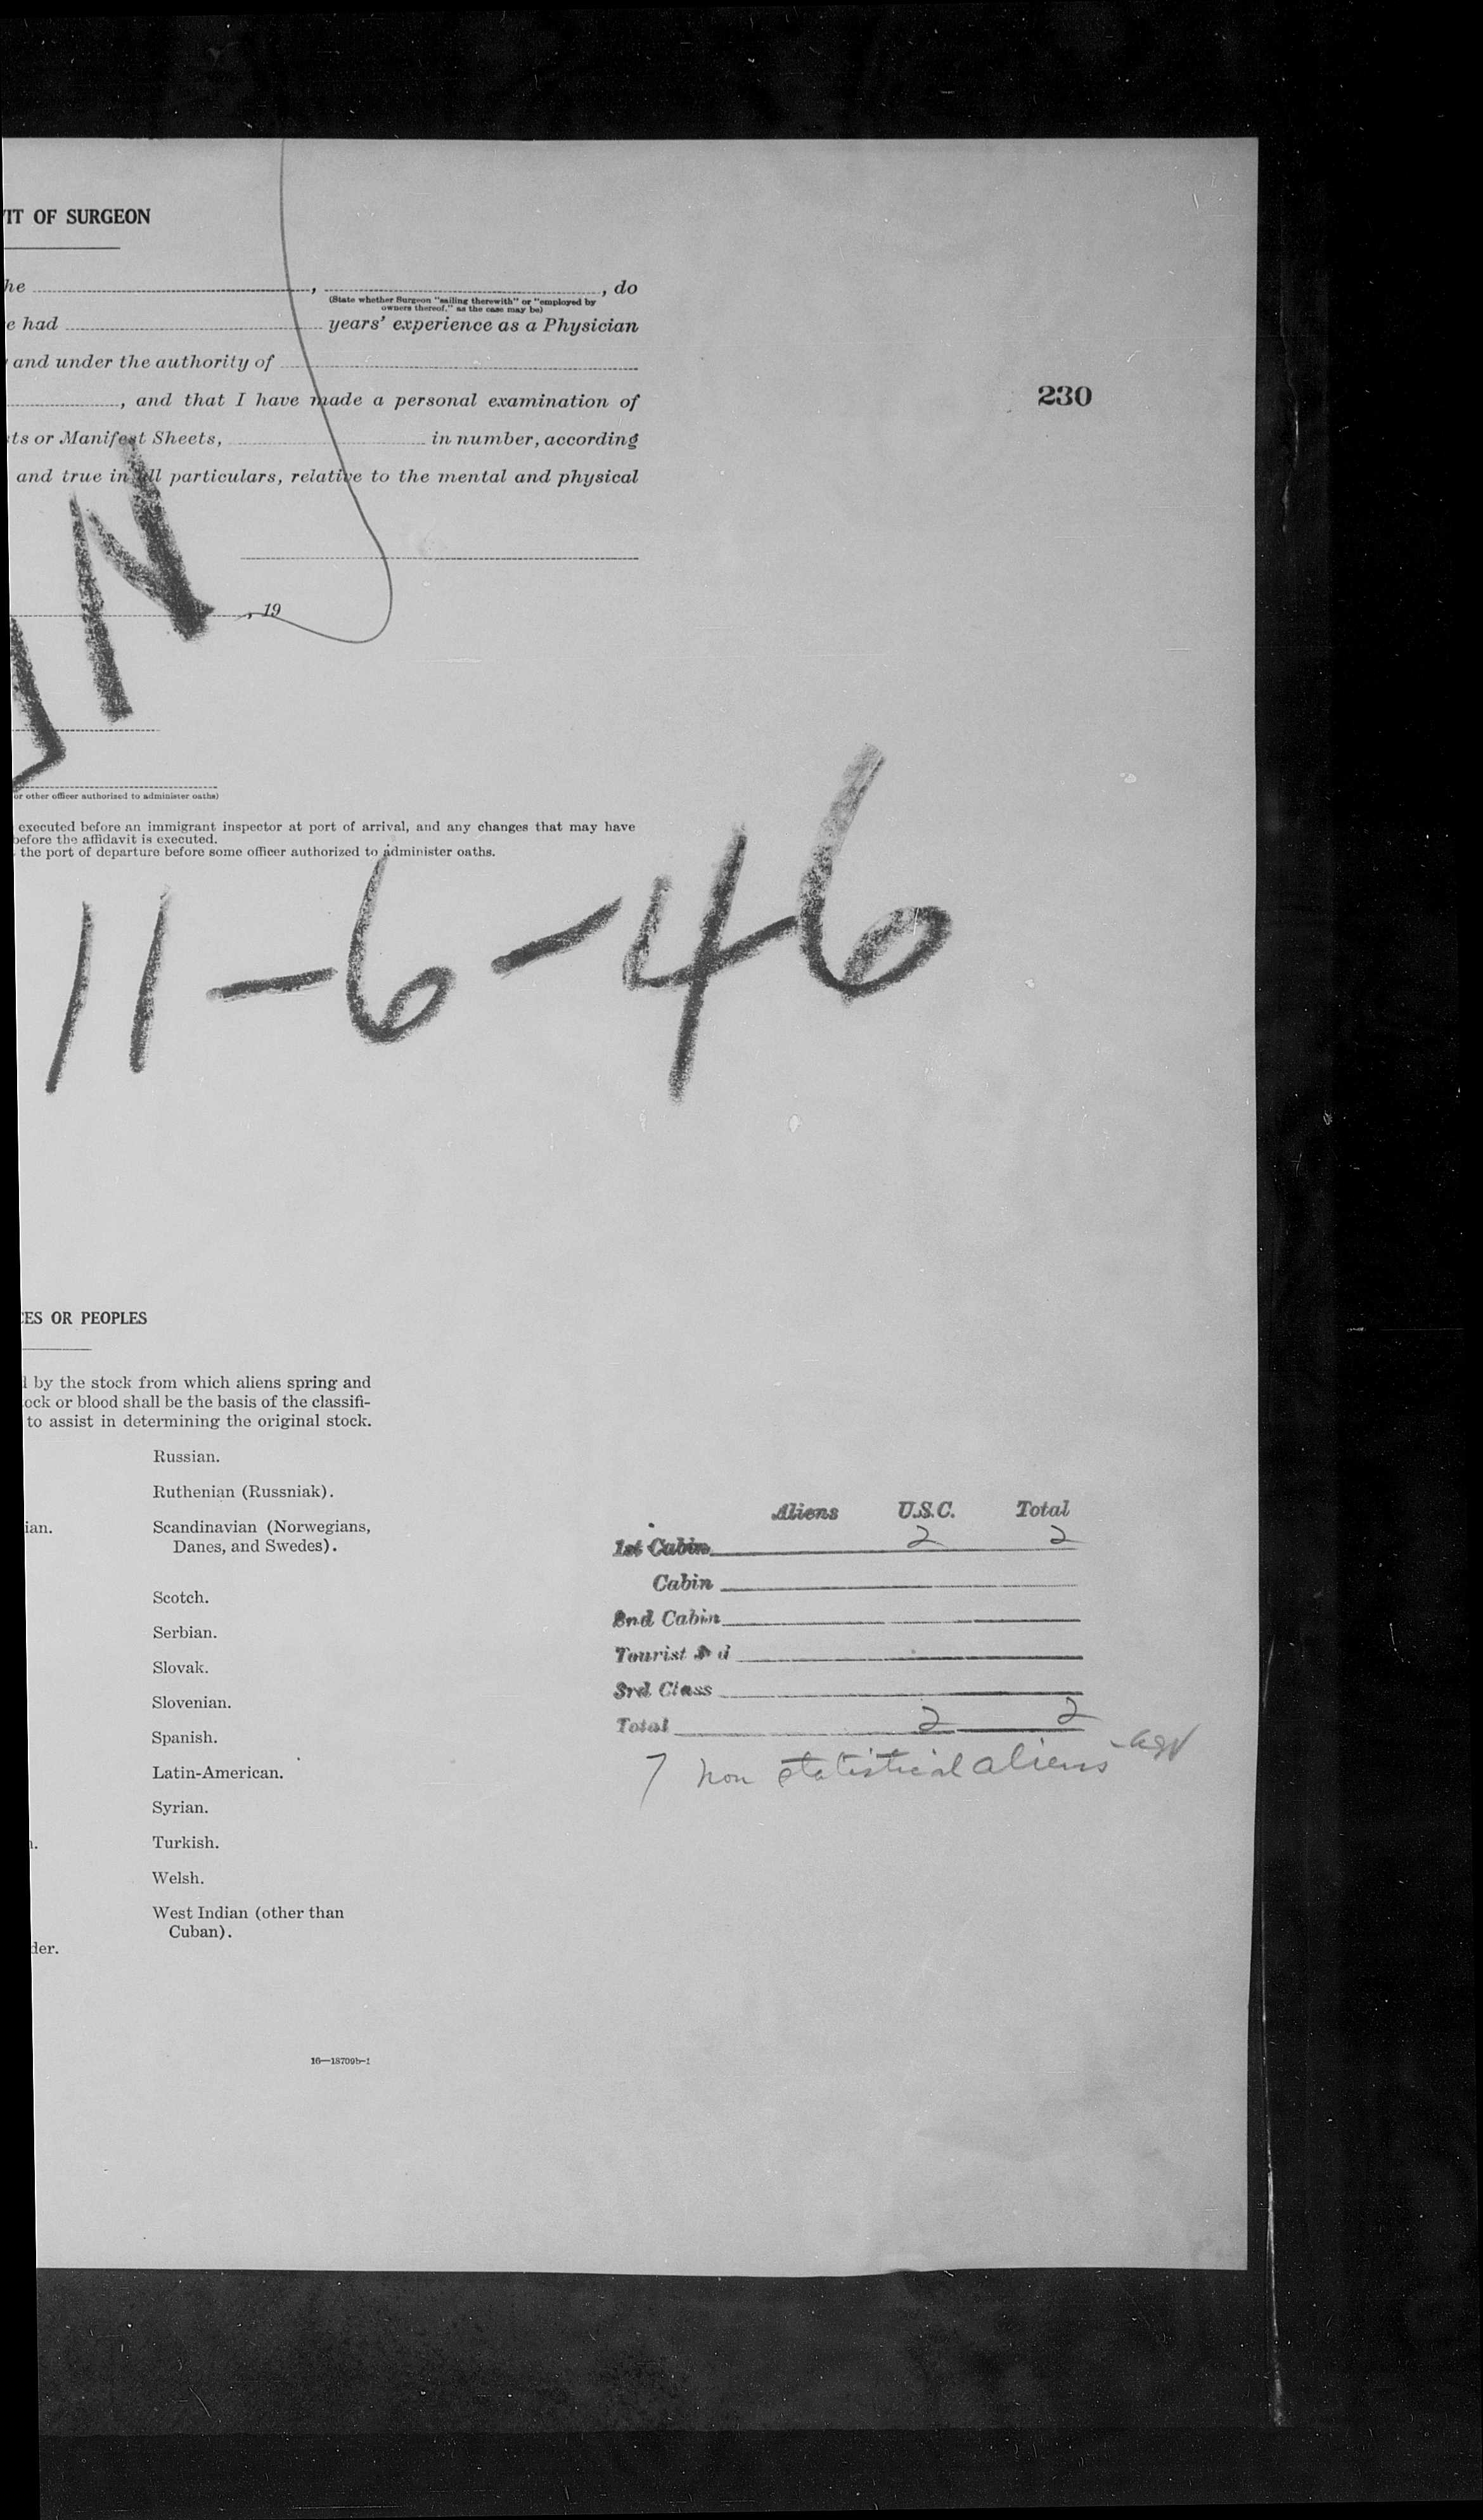 IT OF SURGEON
he , , do
(State whether Surgeon "sailing therewith" or "employed by
owners thereof," as the case may be)
e had years' experience as a Physician
and under the authority of
, and that I have made a personal examination of
230
ts or Manifest Sheets, in number, according
and true in all particulars, relative to the mental and physical
N
, 19
or other officer authorized to administer oaths)
executed before an immigrant inspector at port of arrival, and any changes that may have
before the affidavit is executed.
the port of departure before some officer authorized to administer oaths.
11-6-46
ES OR PEOPLES
l by the stock from which aliens spring and
ock or blood shall be the basis of the classifi-
to assist in determining the original stock.
Russian.
Ruthenian (Russniak).
ian. Scandinavian (Norwegians,
Danes, and Swedes).
Scotch.
Serbian.
Slovak.
Slovenian.
Spanish.
Latin-American.
Syrian.
Turkish.
Welsh.
West Indian (other than
Cuban).
der.
16—18709b-1
Aliens U.S.C. Total
1st Cabin 2 2
Cabin
2nd Cabin
Tourist 3 d
3rd Class
Total 2 2
7 non statistical aliens